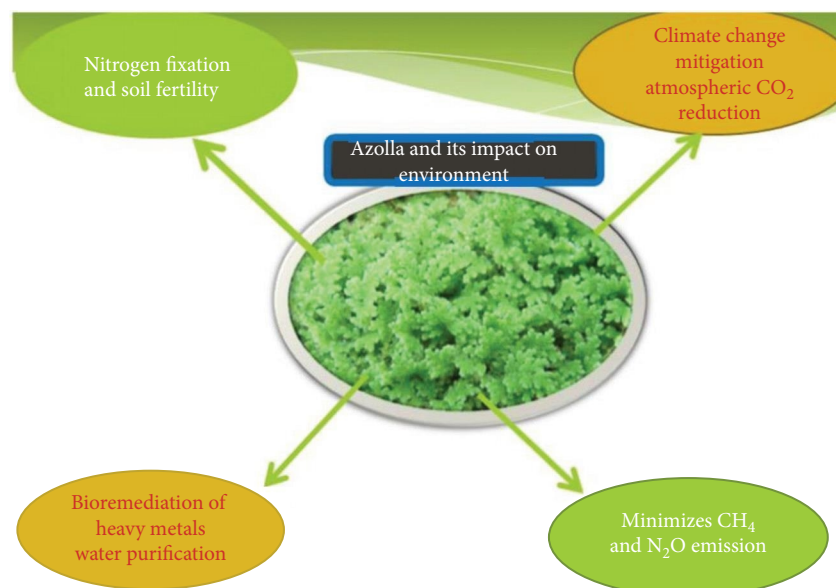 Nitrogen fixation
and soil fertility
Climate change
mitigation
atmospheric CO₂
reduction
Azolla and its impact on
environment
Bioremediation of
heavy metals
water purification
Minimizes CH₄
and N₂O emission